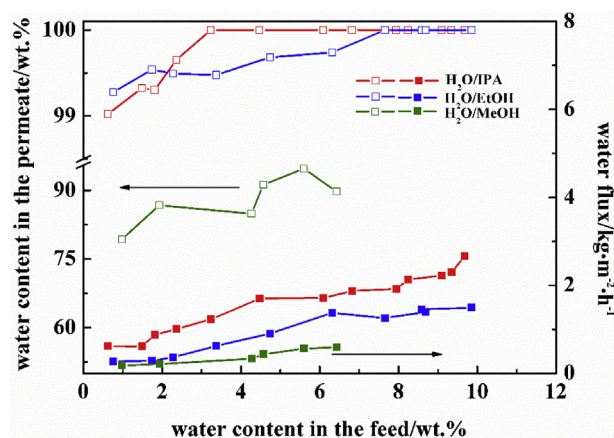 100
99
90
75
60
water content in the permeate/wt.%
0
2
4
6
8
10
water content in the feed/wt.%
8
6
4
2
0
water flux/kg·m⁻²·h⁻¹
H₂O/IPA
H₂O/EtOH
H₂O/MeOH